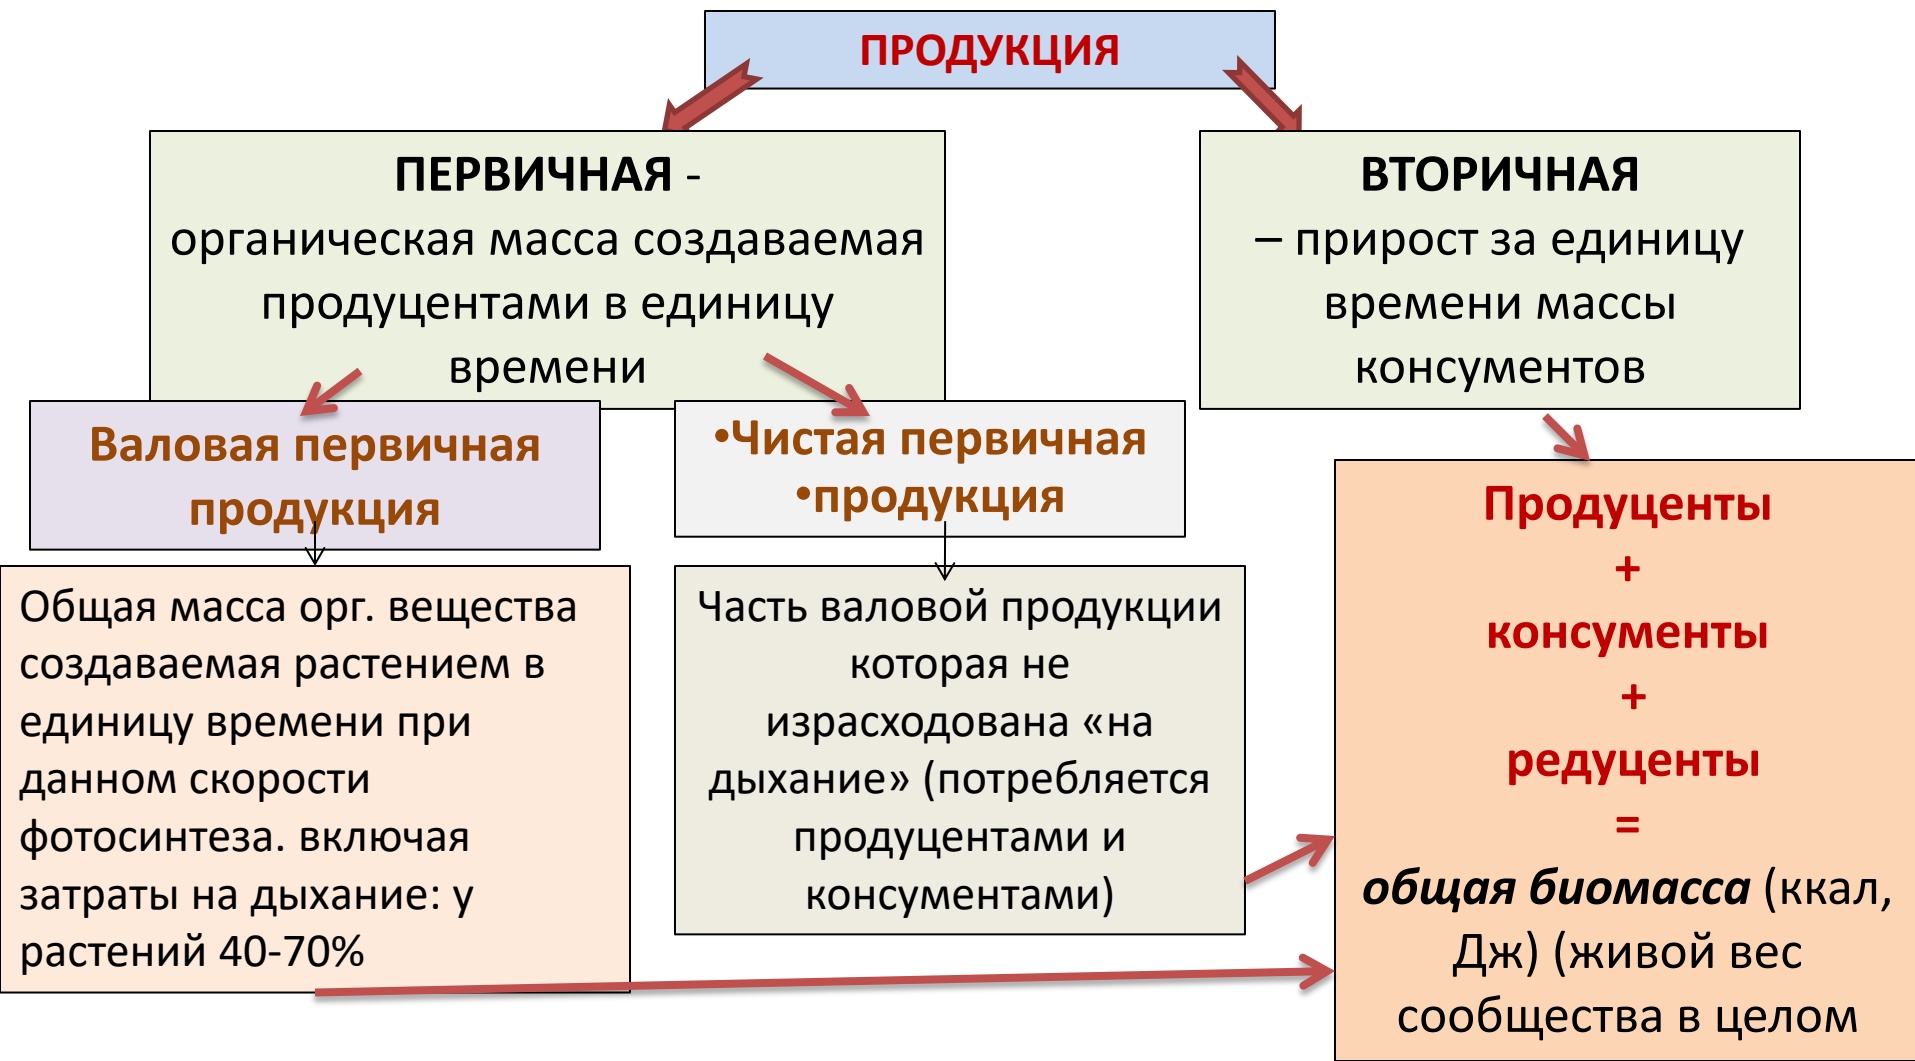 ПРОДУКЦИЯ
ПЕРВИЧНАЯ -
органическая масса создаваемая
продуцентами в единицу
времени
ВТОРИЧНАЯ
– прирост за единицу
времени массы
консументов
Валовая первичная
продукция
•Чистая первичная
•продукция
Общая масса орг. вещества
создаваемая растением в
единицу времени при
данном скорости
фотосинтеза. включая
затраты на дыхание: у
растений 40-70%
Часть валовой продукции
которая не
израсходована «на
дыхание» (потребляется
продуцентами и
консументами)
Продуценты
+
консументы
+
редуценты
=
общая биомасса (ккал,
Дж) (живой вес
сообщества в целом